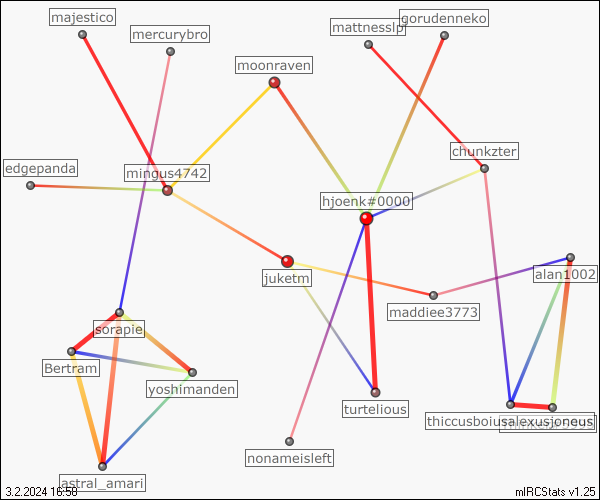 majestico
gorudenneko
mattnesslp
mercurybro
moonraven
chunkzter
edgepanda
mingus4742
hjoenk#0000
juketm
alan1002
maddiee3773
sorapie
Bertram
yoshimanden
turtelious
thiccusboiusalexusjoneus
nonameisleft
astral_amari
3.2.2024 16:58
mIRCStats v1.25